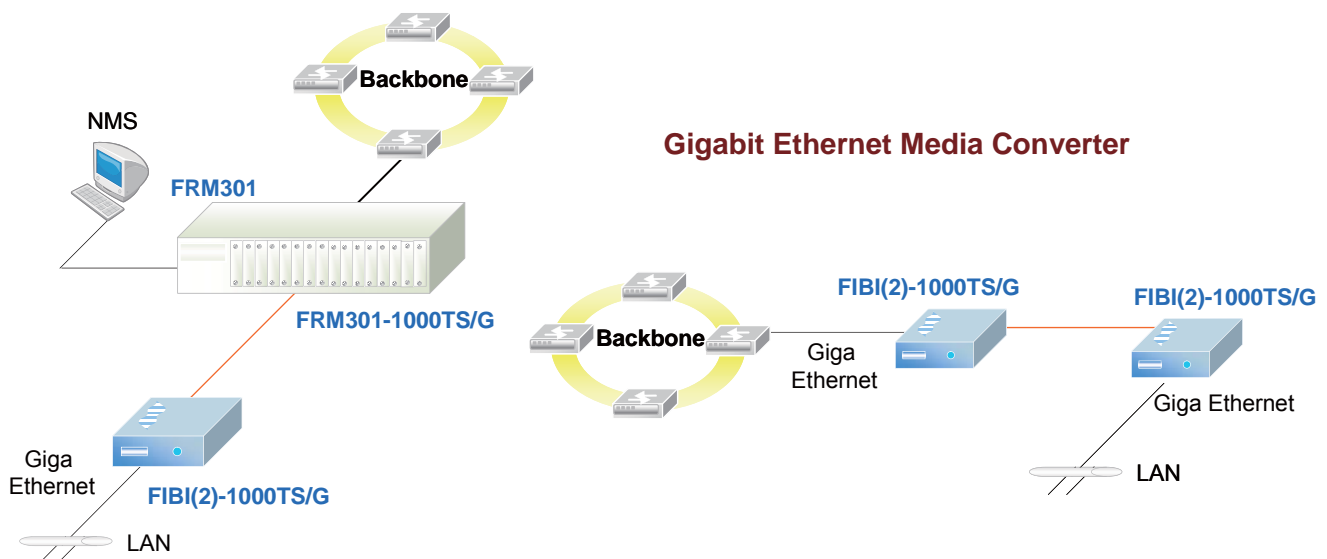 Backbone
NMS
FRM301
FRM301-1000TS/G
Giga
Ethernet
FIBI(2)-1000TS/G
LAN
Gigabit Ethernet Media Converter
Backbone
Giga
Ethernet
FIBI(2)-1000TS/G
FIBI(2)-1000TS/G
Giga Ethernet
LAN